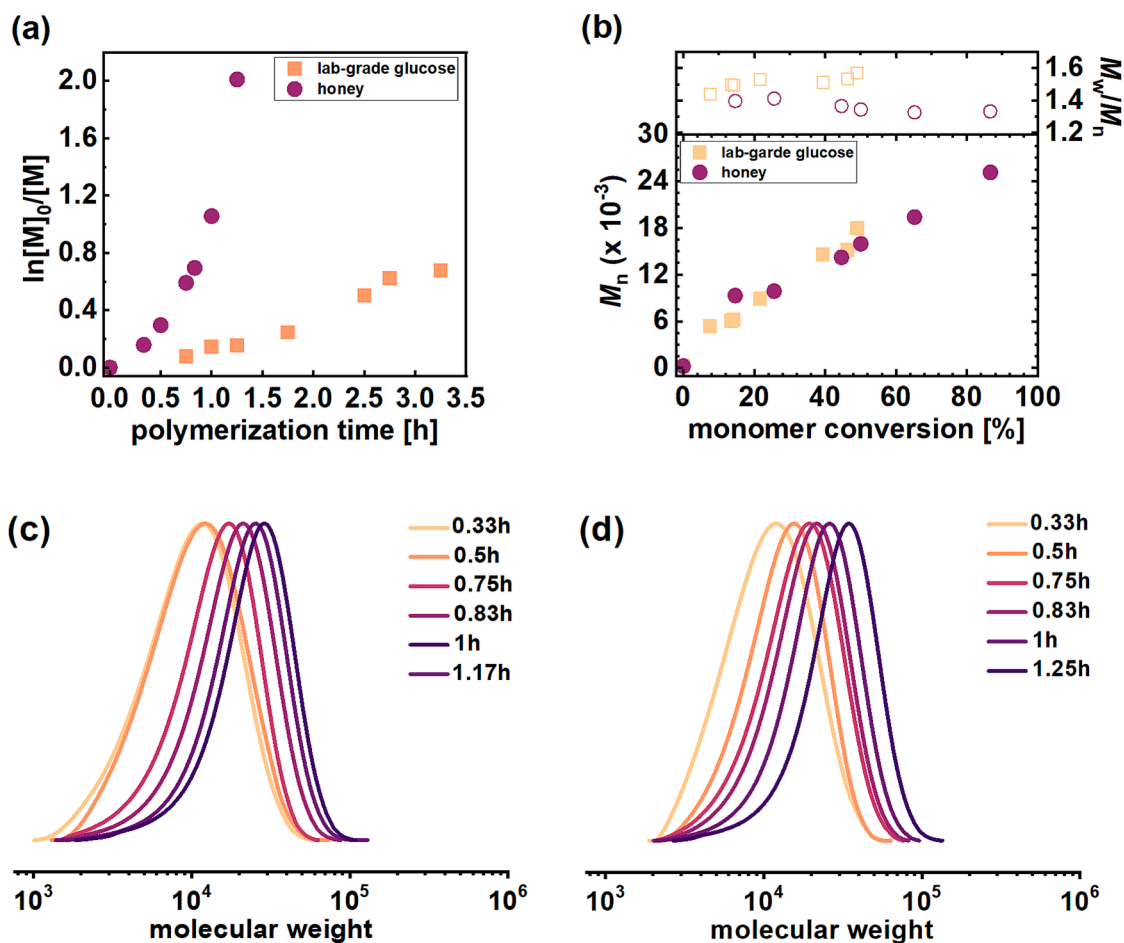 (a)
2.0
1.6
1.2
0.8
0.4
0.0
ln[M]₀/[M]
lab-grade glucose
honey
0.0 0.5 1.0 1.5 2.0 2.5 3.0 3.5
polymerization time [h]
(b)
1.6
1.4
1.2
Mw/Mn
30
24
18
12
6
0
Mn (x 10⁻³)
lab-garde glucose
honey
0 20 40 60 80 100
monomer conversion [%]
(c)
0.33h
0.5h
0.75h
0.83h
1h
1.17h
10³ 10⁴ 10⁵ 10⁶
molecular weight
(d)
0.33h
0.5h
0.75h
0.83h
1h
1.25h
10³ 10⁴ 10⁵ 10⁶
molecular weight